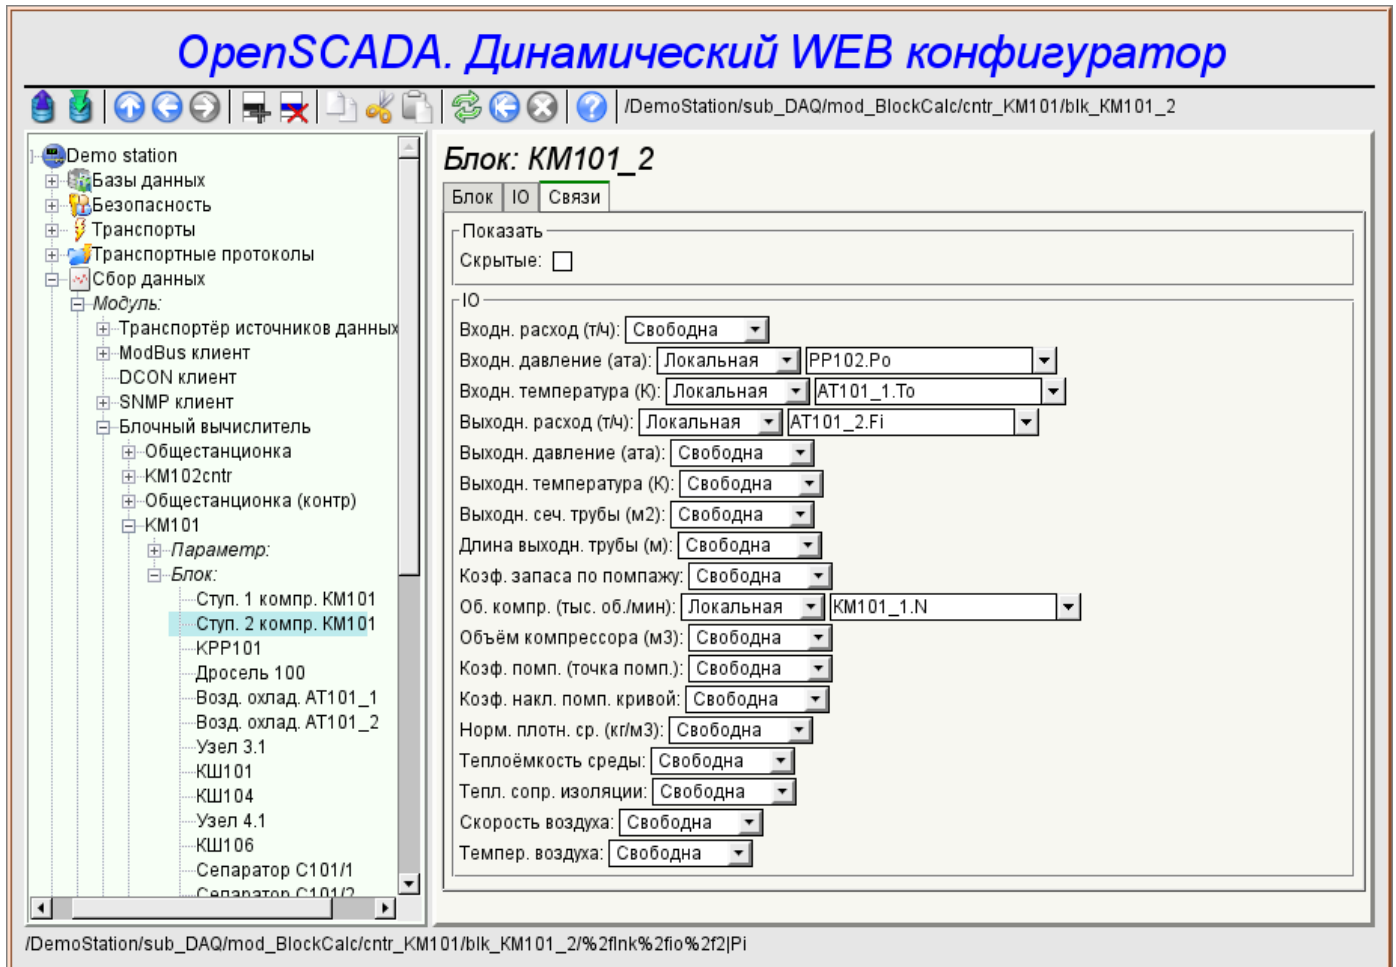 OpenSCADA. Динамический WEB конфигуратор
/DemoStation/sub_DAQ/mod_BlockCalc/cntr_KM101/blk_KM101_2
Demo station
Базы данных
Безопасность
Транспорты
Транспортные протоколы
Сбор данных
Модуль:
Транспортёр источников данных
ModBus клиент
DCON клиент
SNMP клиент
Блочный вычислитель
Общестанционка
KM102cntr
Общестанционка (контр)
KM101
Параметр:
Блок:
Ступ. 1 компр. КМ101
Ступ. 2 компр. КМ101
КРР101
Дросель 100
Возд. охлад. АТ101_1
Возд. охлад. АТ101_2
Узел 3.1
КШ101
КШ104
Узел 4.1
КШ106
Сепаратор С101/1
Сепаратор С101/2
Блок: KM101_2
Блок IO Связи
Показать
Скрытые:
IO
Входн. расход (т/ч): Свободна
Входн. давление (ата): Локальная PP102.Po
Входн. температура (К): Локальная AT101_1.To
Выходн. расход (т/ч): Локальная AT101_2.Fi
Выходн. давление (ата): Свободна
Выходн. температура (К): Свободна
Выходн. сеч. трубы (м2): Свободна
Длина выходн. трубы (м): Свободна
Коэф. запаса по помпажу: Свободна
Об. компр. (тыс. об./мин): Локальная KM101_1.N
Объём компрессора (м3): Свободна
Коэф. помп. (точка помп.): Свободна
Коэф. накл. помп. кривой: Свободна
Норм. плотн. ср. (кг/м3): Свободна
Теплоёмкость среды: Свободна
Тепл. сопр. изоляции: Свободна
Скорость воздуха: Свободна
Темпер. воздуха: Свободна
/DemoStation/sub_DAQ/mod_BlockCalc/cntr_KM101/blk_KM101_2/%2flnk%2fio%2f2|Pi